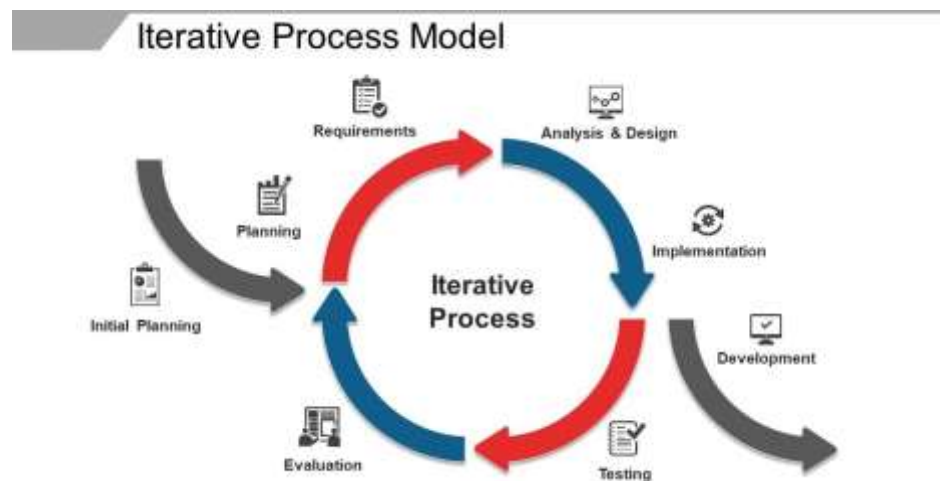 Iterative Process Model
Requirements
Analysis & Design
Planning
Implementation
Iterative
Process
Initial Planning
Development
Evaluation
Testing